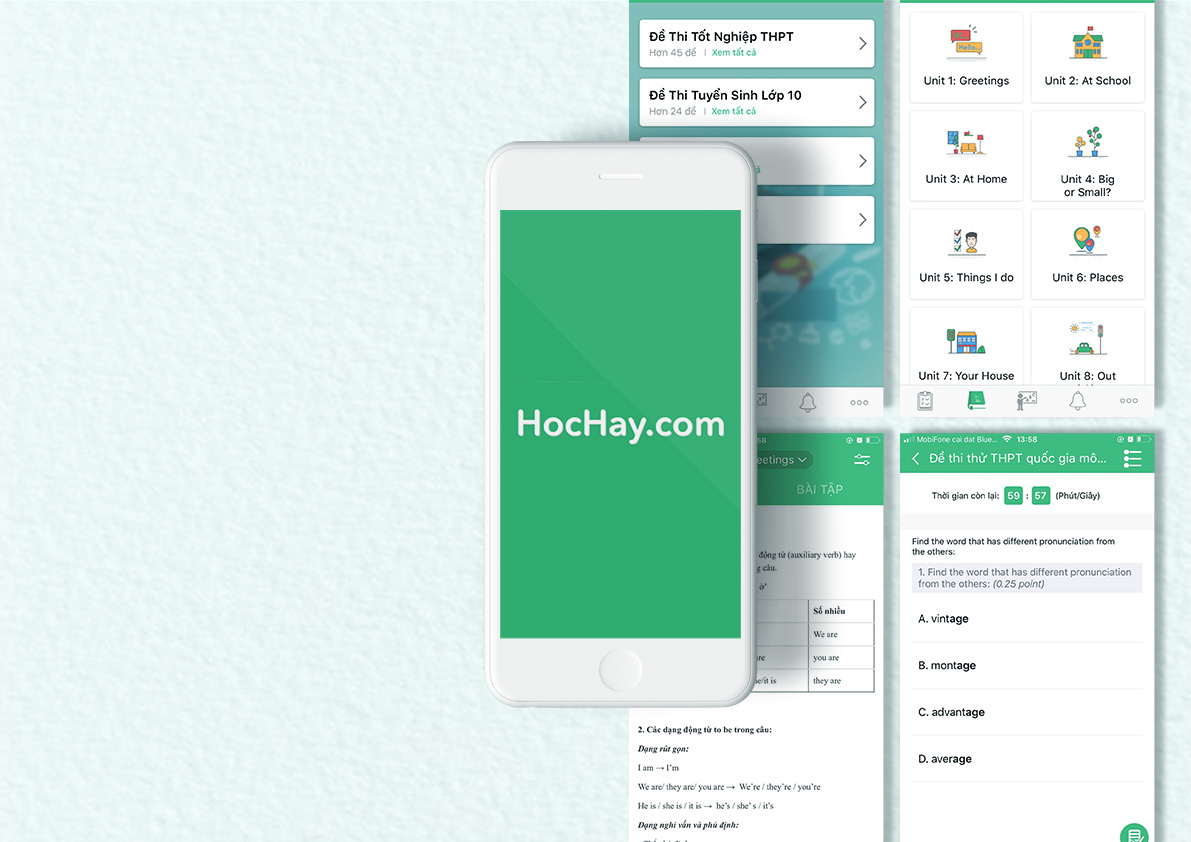 Đề Thi Tốt Nghiệp THPT
Hơn 45 đề | Xem tất cả
Đề Thi Tuyển Sinh Lớp 10
Hơn 24 đề | Xem tất cả
HocHay.com
Unit 1: Greetings
Unit 2: At School
Unit 3: At Home
Unit 4: Big
or Small?
Unit 5: Things I do
Unit 6: Places
Unit 7: Your House
Unit 8: Out
:58
eetings
BÀI TẬP
động từ (auxiliary verb) hay
g câu.
ở"
Số nhiều
We are
are
you are
he/it is
they are
2. Các dạng động từ to be trong câu:
Dạng rút gọn:
I am → I'm
We are/ they are/ you are → We're / they're / you're
He is / she is / it is → he's / she' s / it's
Dạng nghi vấn và phủ định:
MobiFone cai dat Blue... 13:58
Đề thi thử THPT quốc gia mô...
Thời gian còn lại: 59 : 57 (Phút/Giây)
Find the word that has different pronunciation from
the others:
1. Find the word that has different pronunciation
from the others: (0.25 point)
A. vintage
B. montage
C. advantage
D. average